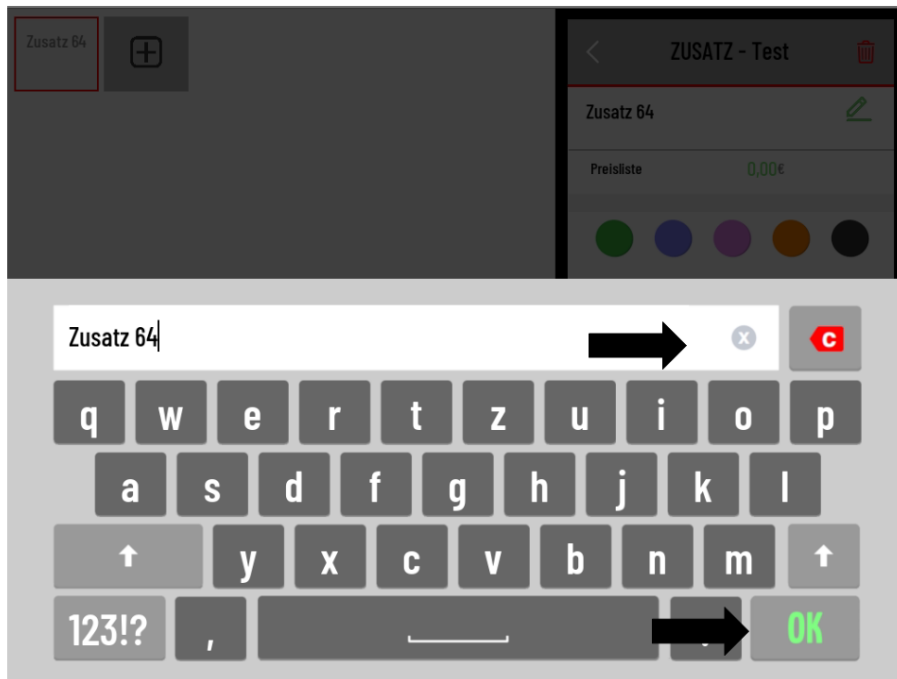 Zusatz 64
ZUSATZ - Test
Zusatz 64
Preisliste 0,00€
Zusatz 64
C
q w e r t z u i o p
a s d f g h j k l
y x c v b n m
123!? , . OK